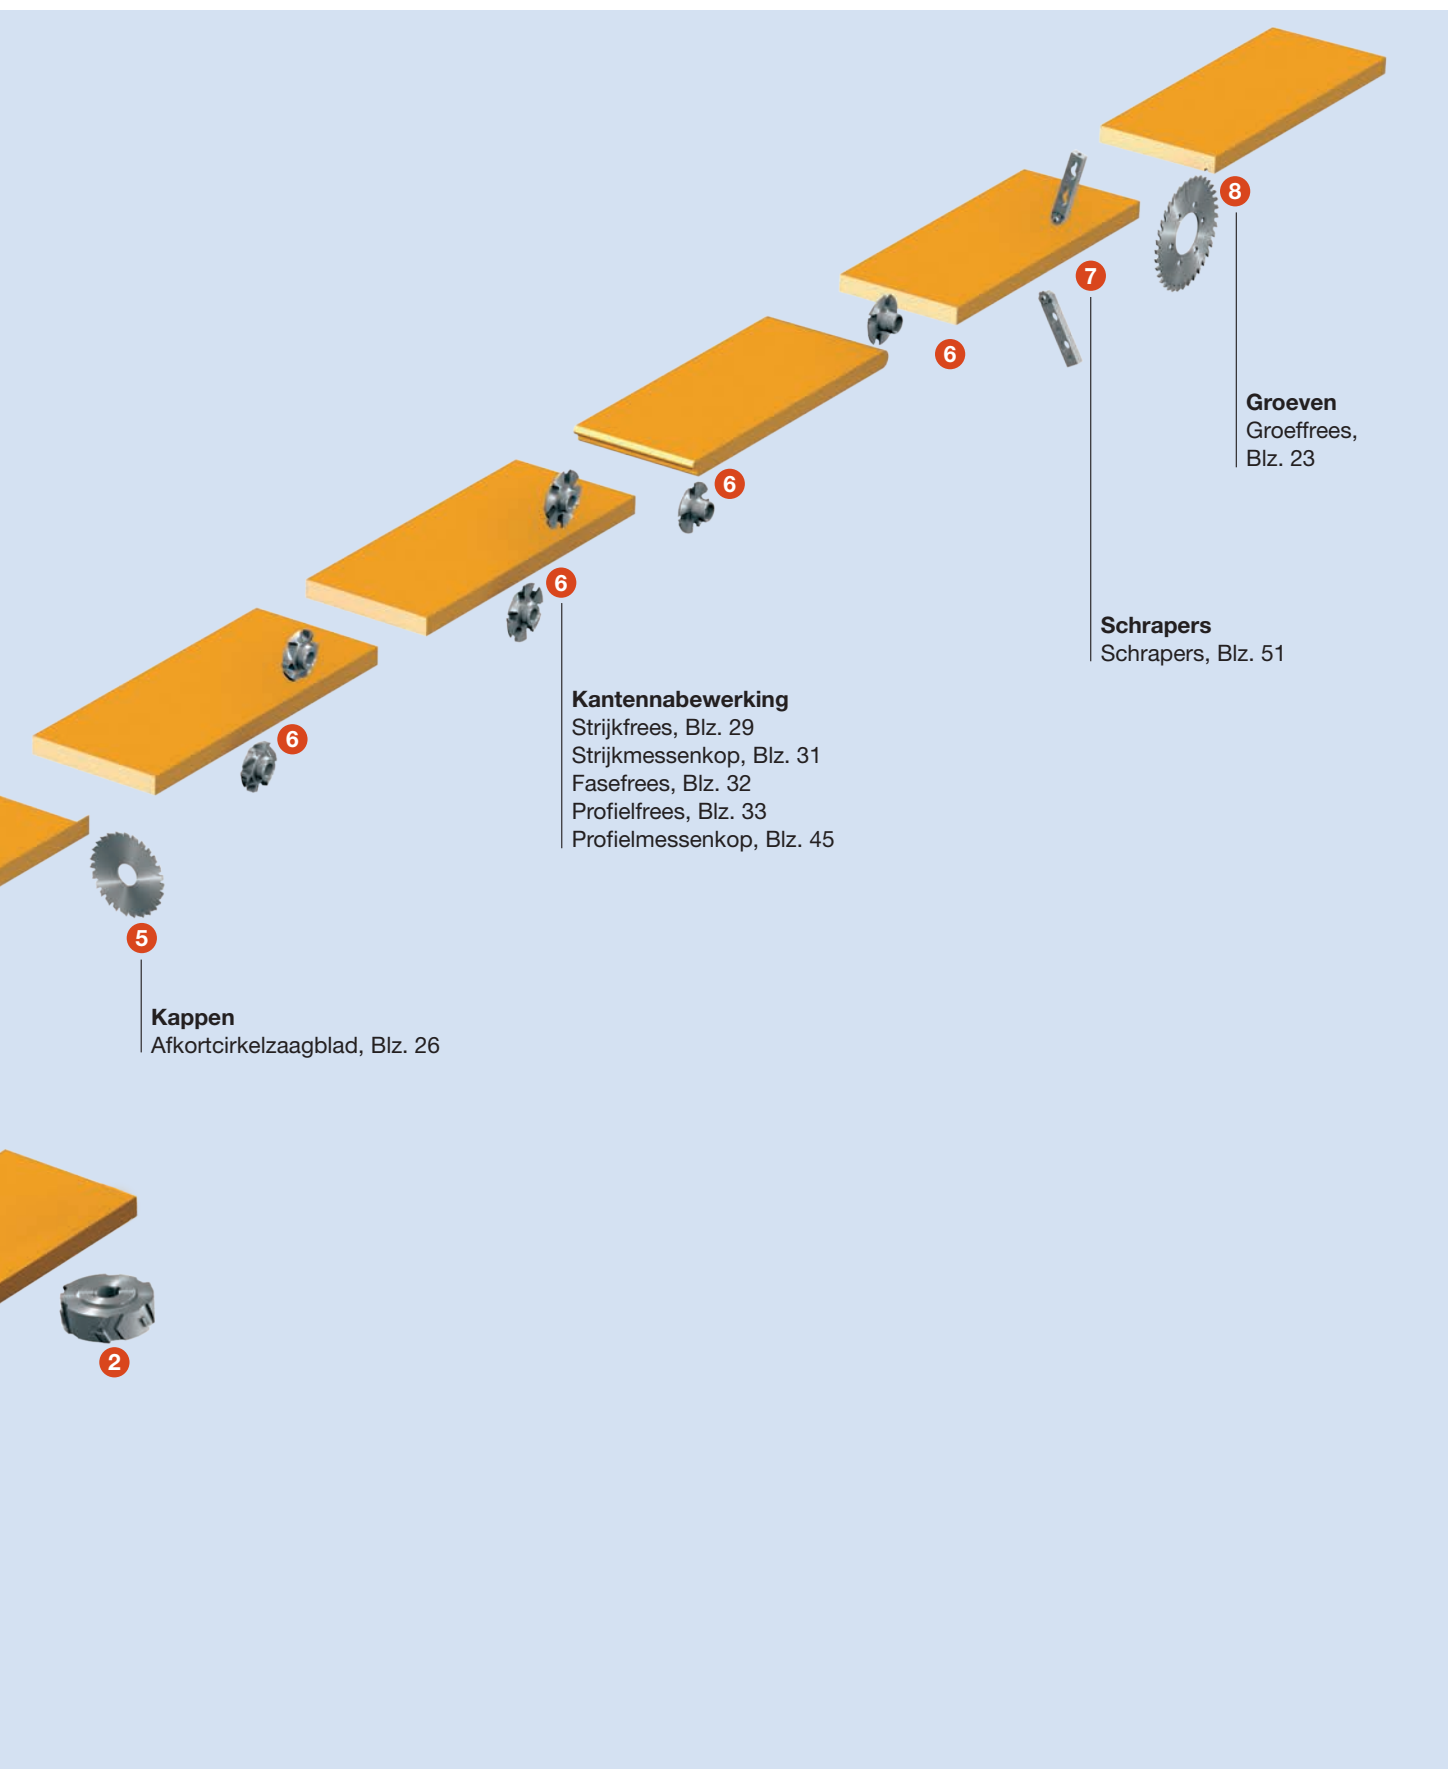 8
7
6
Groeven
Groeffrees,
Blz. 23
6
6
Schrapers
Schrapers, Blz. 51
Kantennabewerking
Strijkfrees, Blz. 29
Strijkmessenkop, Blz. 31
Fasefrees, Blz. 32
Profielfrees, Blz. 33
Profielmessenkop, Blz. 45
6
5
Kappen
Afkortcirkelzaagblad, Blz. 26
2